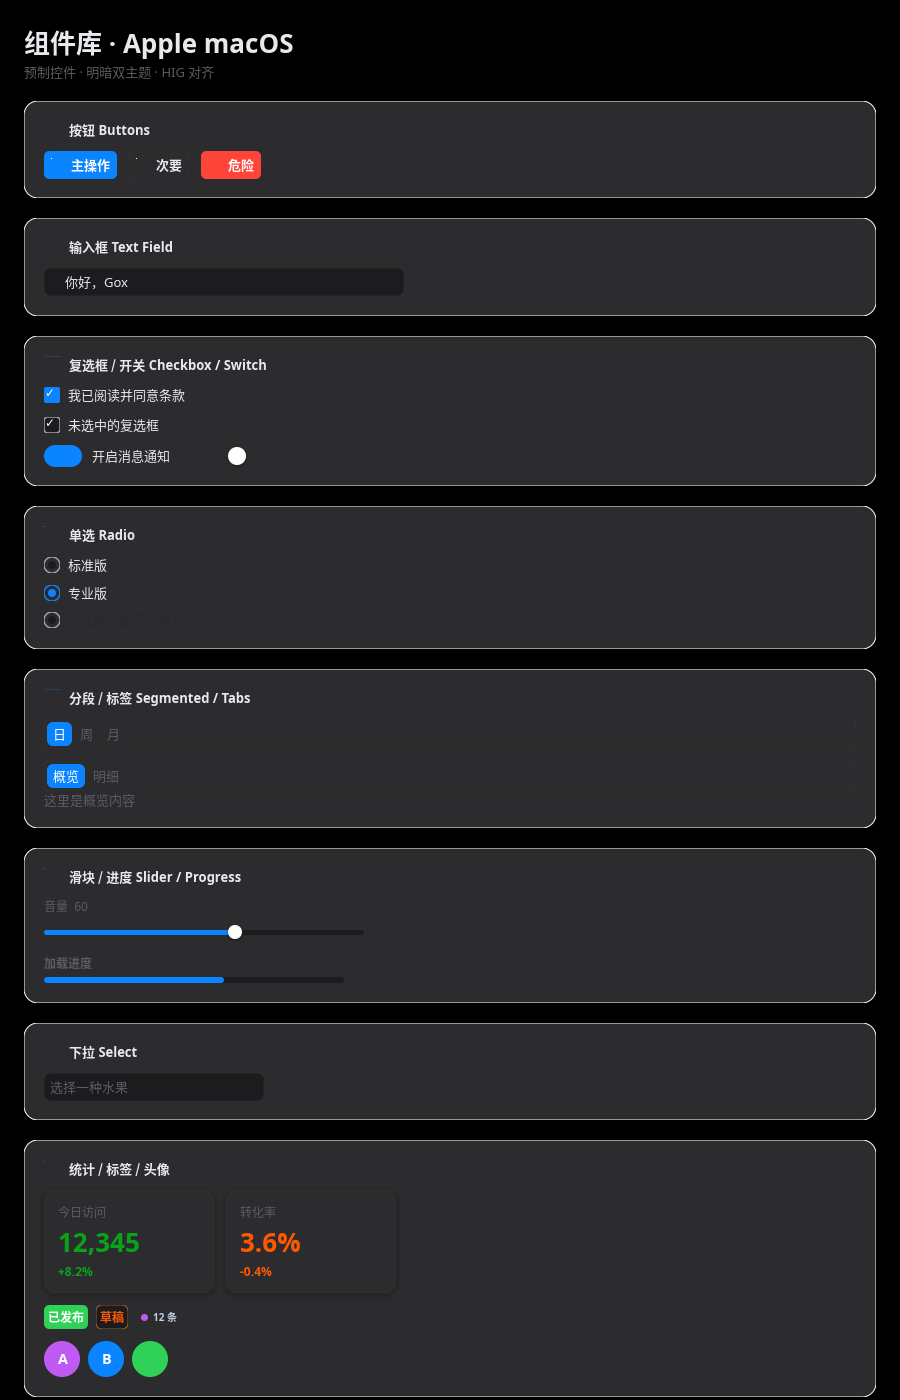 组件库 · Apple macOS
预制控件 · 明暗双主题 · HIG 对齐
按钮 Buttons
主操作 次要 危险
输入框 Text Field
你好，Gox
复选框 / 开关 Checkbox / Switch
我已阅读并同意条款
未选中的复选框
开启消息通知
单选 Radio
标准版
专业版
分段 / 标签 Segmented / Tabs
日 周 月
概览 明细
这里是概览内容
滑块 / 进度 Slider / Progress
音量 60
加载进度
下拉 Select
选择一种水果
统计 / 标签 / 头像
今日访问 转化率
12,345 3.6%
+8.2% -0.4%
已发布 草稿 12 条
A B